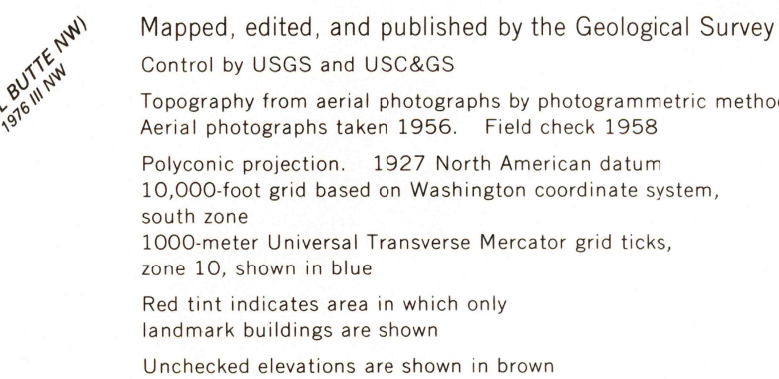 L BUTTE NW)
1976 III NW
Mapped, edited, and published by the Geological Survey
Control by USGS and USC&GS
Topography from aerial photographs by photogrammetric metho
Aerial photographs taken 1956. Field check 1958
Polyconic projection. 1927 North American datum
10,000-foot grid based on Washington coordinate system,
south zone
1000-meter Universal Transverse Mercator grid ticks,
zone 10, shown in blue
Red tint indicates area in which only
landmark buildings are shown
Unchecked elevations are shown in brown